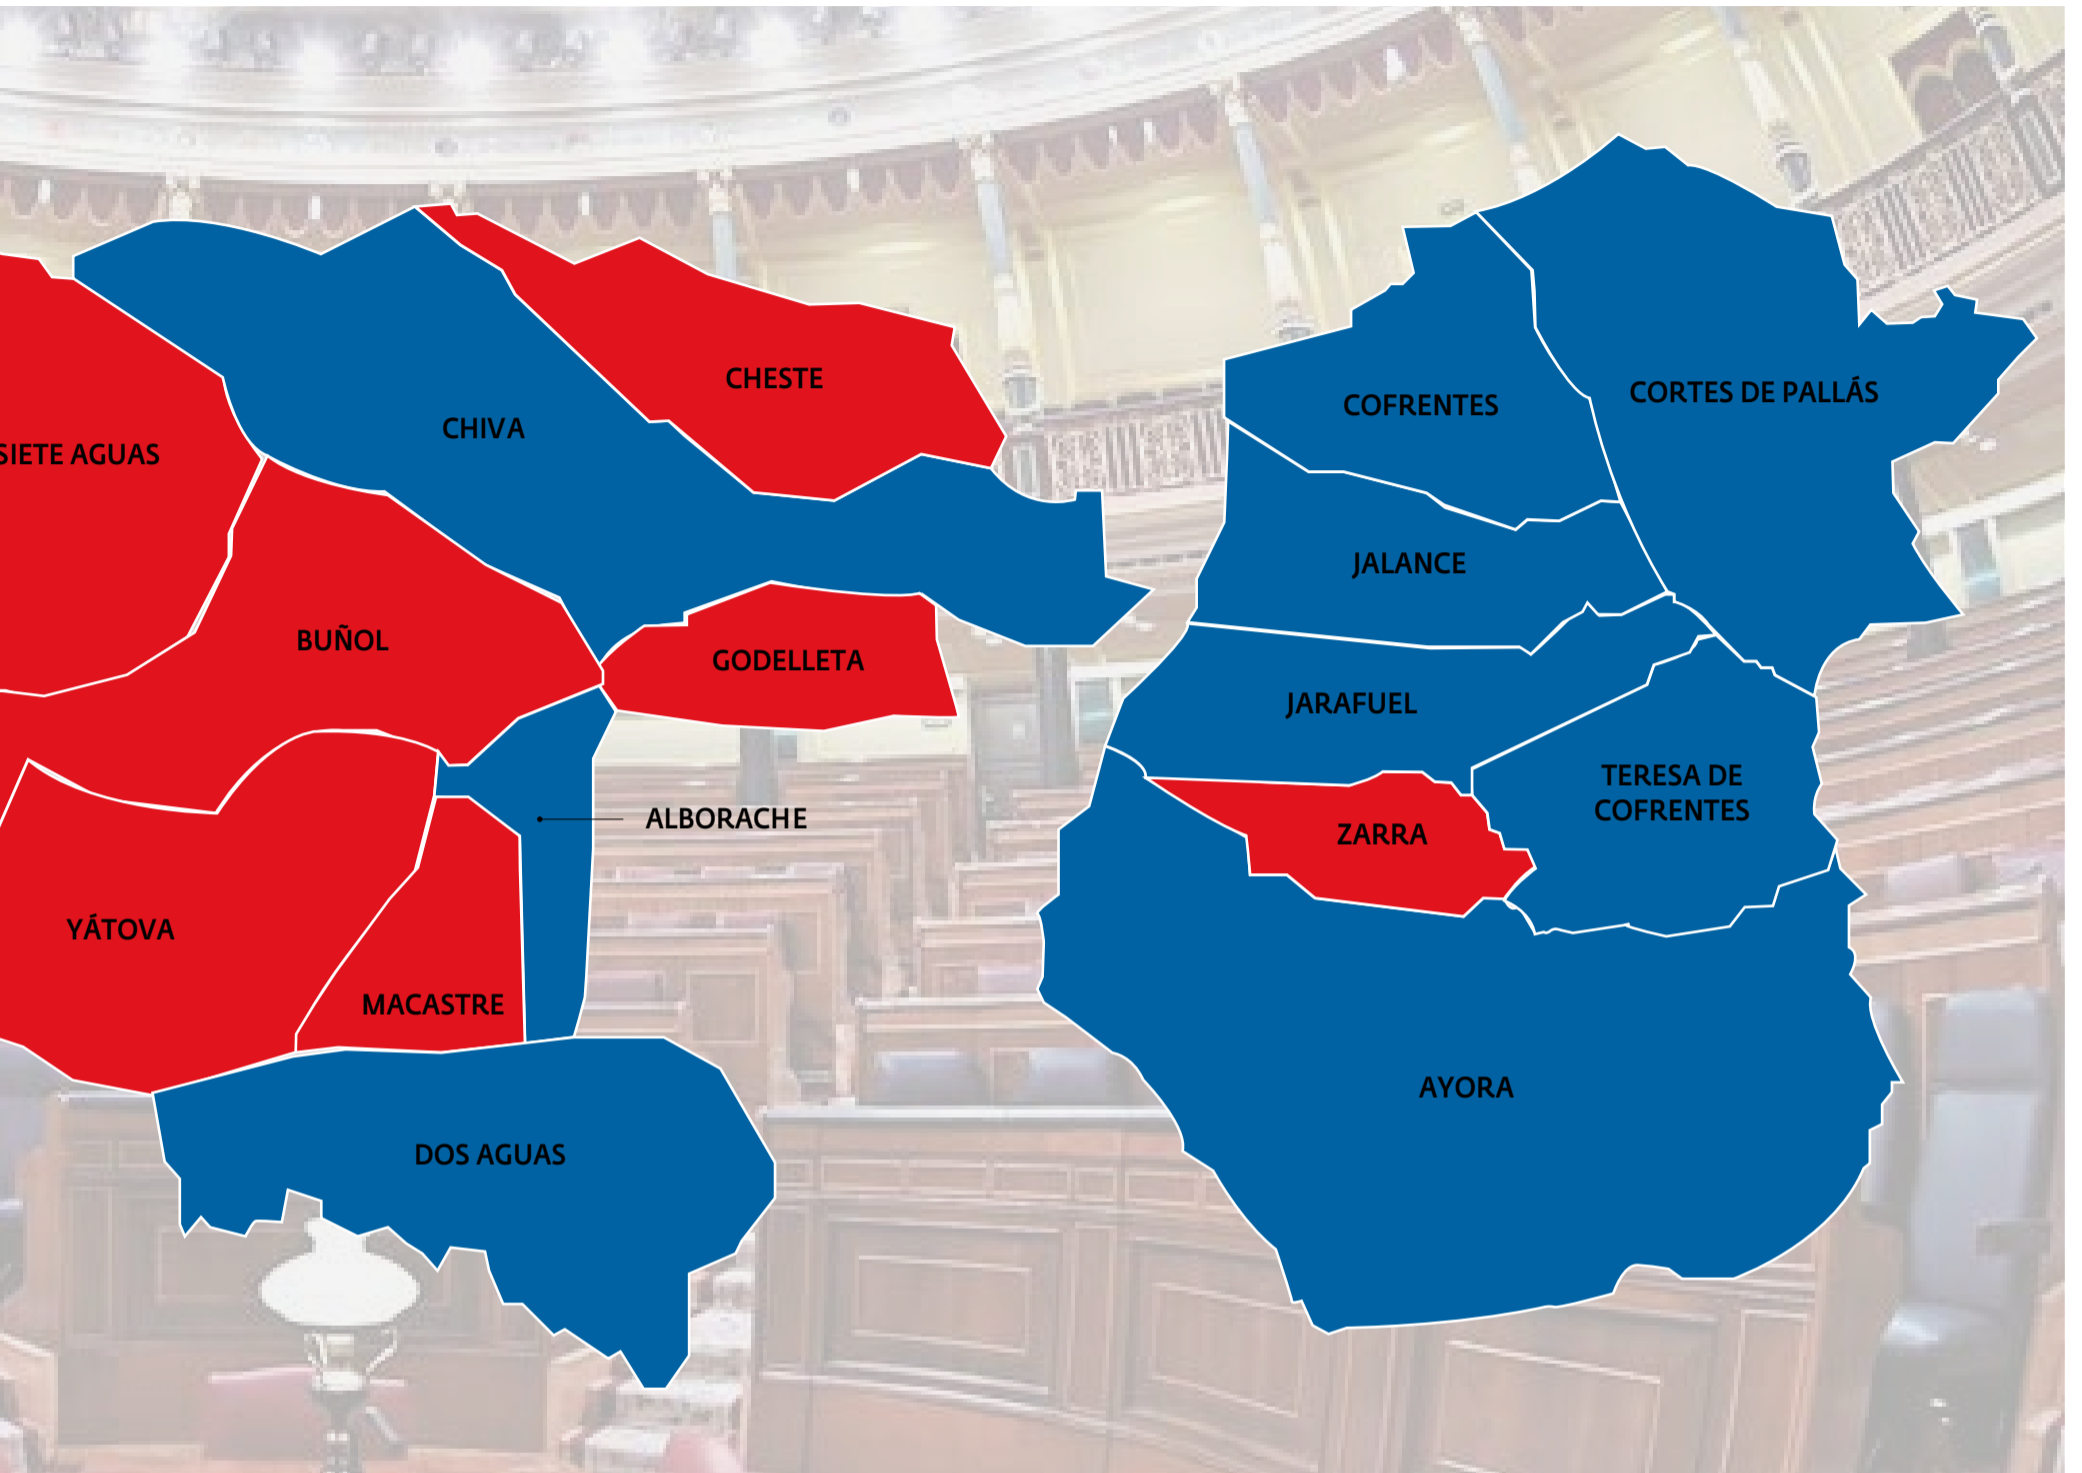 CHESTE
CHIVA
SIETE AGUAS
BUÑOL
GODELLETA
ALBORACHE
YÁTOVA
MACASTRE
DOS AGUAS
COFRENTES
CORTES DE PALLÁS
JALANCE
JARAFUEL
TERESA DE
COFRENTES
ZARRA
AYORA